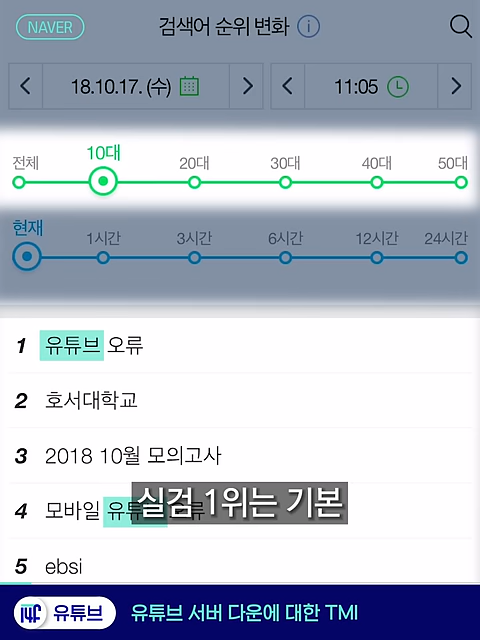 NAVER 검색어 순위 변화
18.10.17. (수) 11:05
전체 10대 20대 30대 40대 50대
현재 1시간 3시간 6시간 12시간 24시간
1 유튜브 오류
2 호서대학교
3 2018 10월 모의고사
4 모바일 유튜브 오류
실검 1위는 기본
5 ebsi
유튜브 유튜브 서버 다운에 대한 TMI